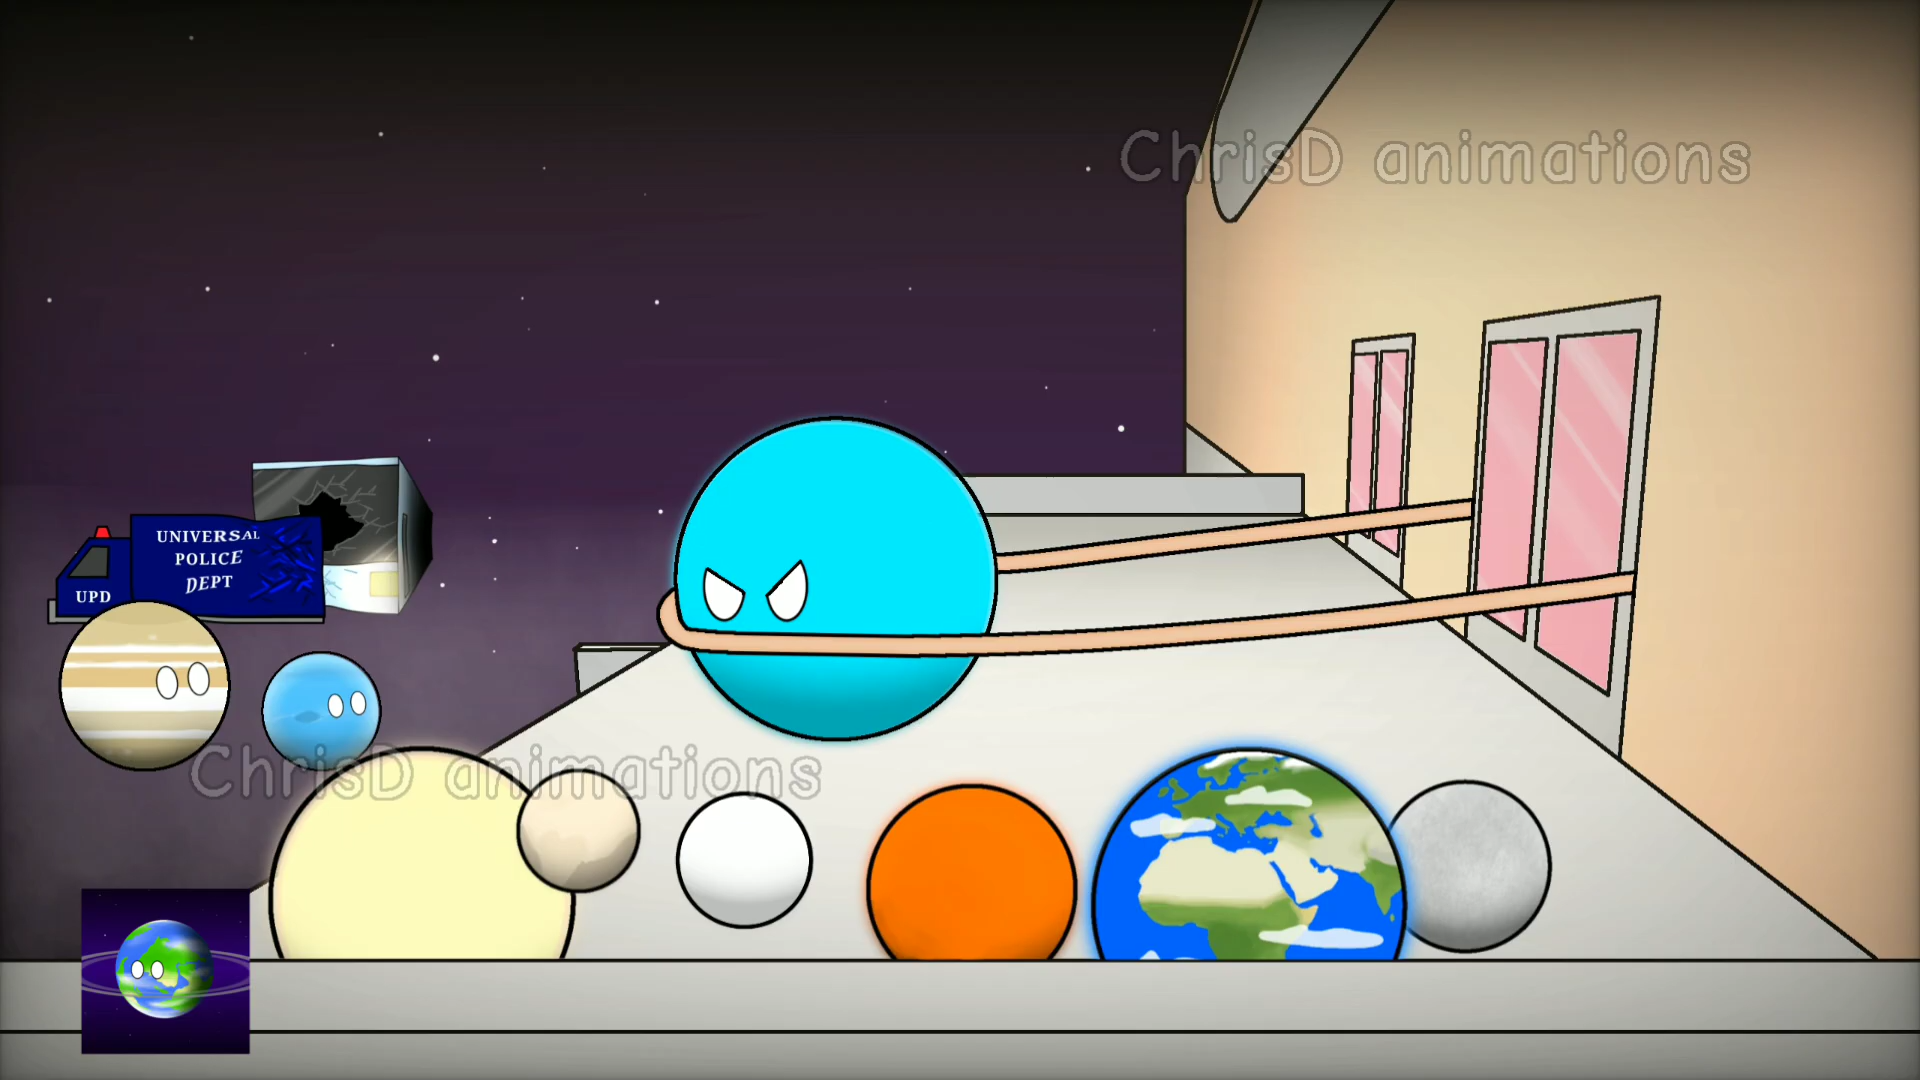 ChrisD animations
UNIVERSAL
POLICE
DEPT
UPD
ChrisD animations